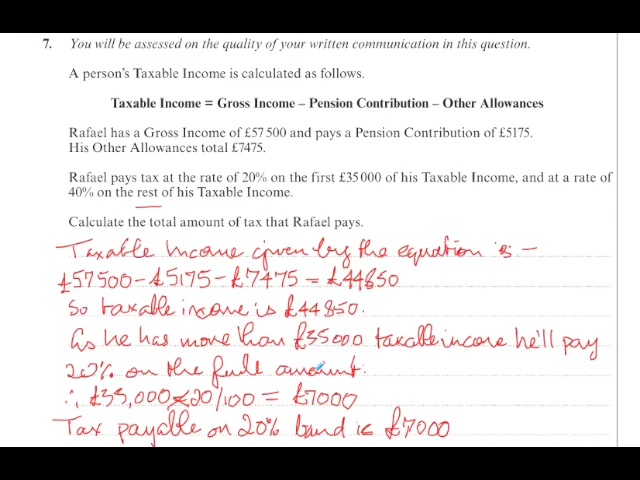 7. You will be assessed on the quality of your written communication in this question.
A person's Taxable Income is calculated as follows.
Taxable Income = Gross Income – Pension Contribution – Other Allowances
Rafael has a Gross Income of £57 500 and pays a Pension Contribution of £5175.
His Other Allowances total £7475.
Rafael pays tax at the rate of 20% on the first £35 000 of his Taxable Income, and at a rate of
40% on the rest of his Taxable Income.
Calculate the total amount of tax that Rafael pays.
Taxable Income given by the equation is –
£57500 – £5175 – £7475 = £44850
So taxable income is £44850.
As he has more than £35000 taxable income he'll pay
20% on the full amount.
∴ £35,000 × 20/100 = £7000
Tax payable on 20% band is £7000